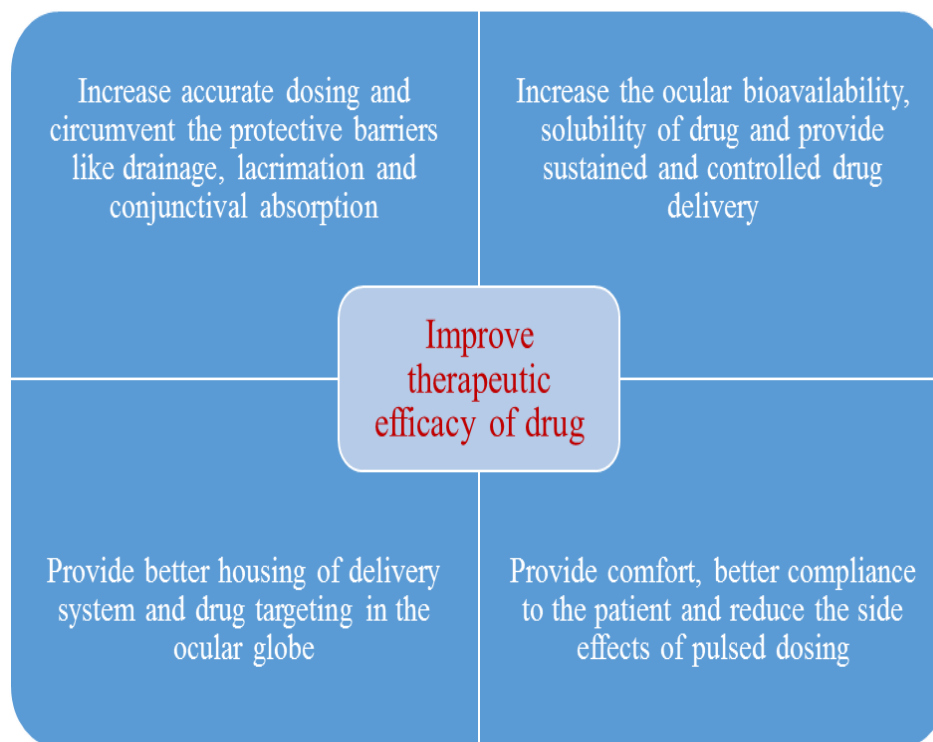 Increase accurate dosing and
circumvent the protective barriers
like drainage, lacrimation and
conjunctival absorption
Increase the ocular bioavailability,
solubility of drug and provide
sustained and controlled drug
delivery
Improve
therapeutic
efficacy of drug
Provide better housing of delivery
system and drug targeting in the
ocular globe
Provide comfort, better compliance
to the patient and reduce the side
effects of pulsed dosing